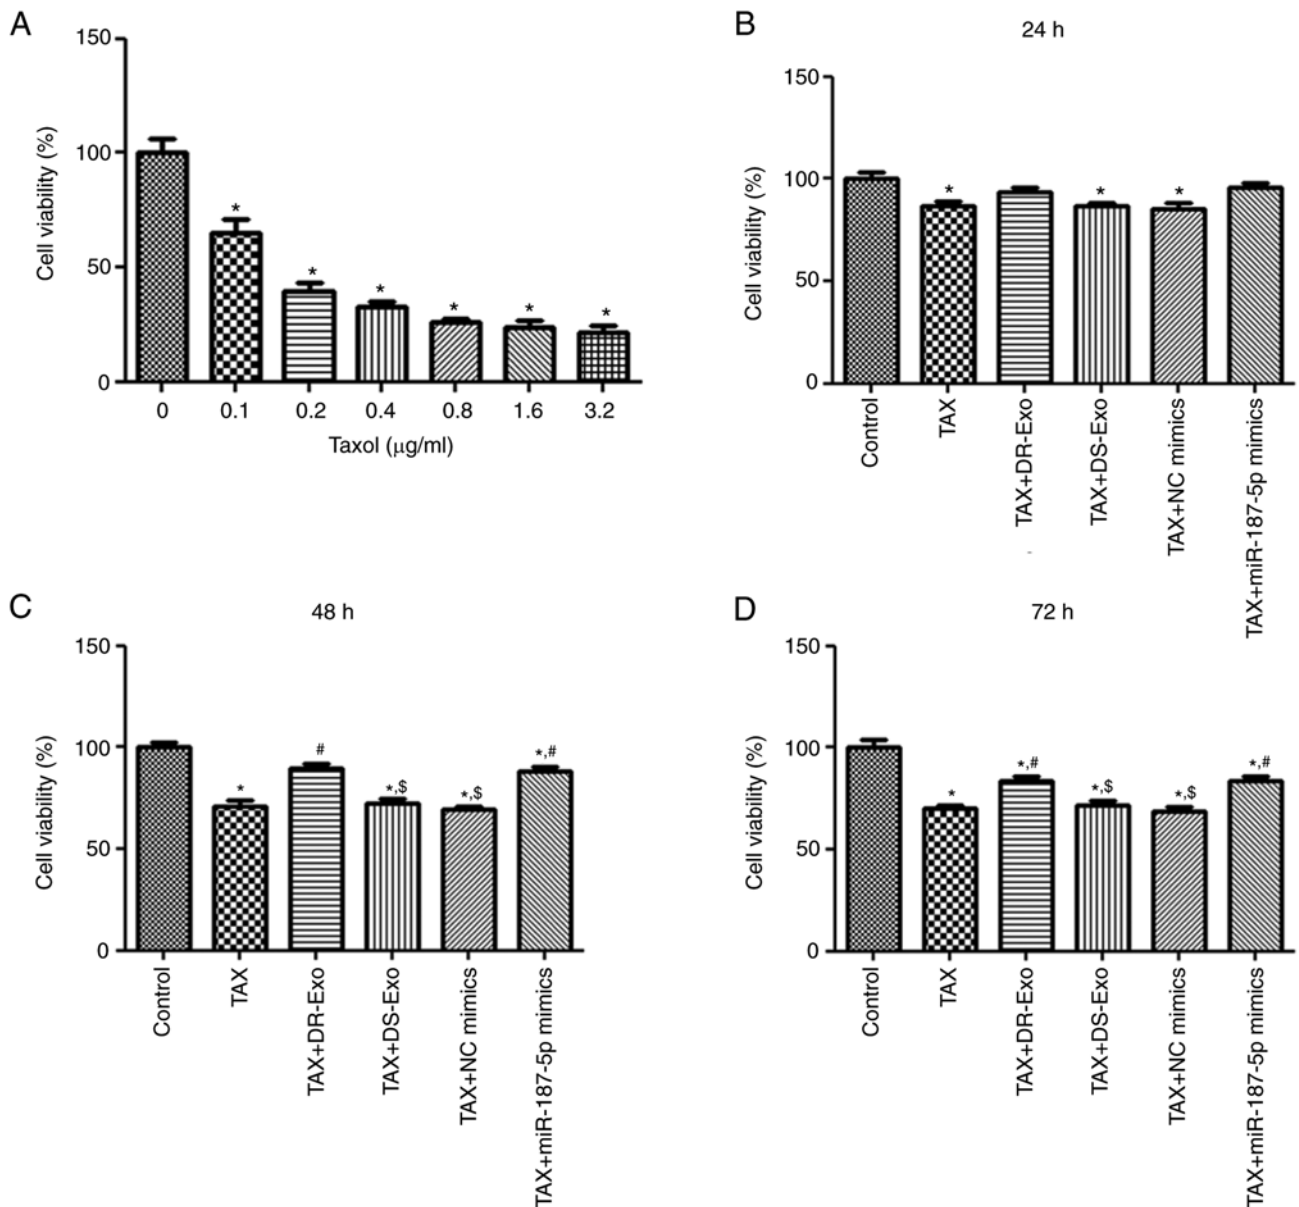 A
150
100
50
0
Cell viability (%)
*
*
*
*
*
*
0
0.1
0.2
0.4
0.8
1.6
3.2
Taxol (μg/ml)
B
24 h
150
100
50
0
Cell viability (%)
*
*
*
Control
TAX
TAX+DR-Exo
TAX+DS-Exo
TAX+NC mimics
TAX+miR-187-5p mimics
C
48 h
150
100
50
0
Cell viability (%)
*
#
*,$
*,$
*,#
Control
TAX
TAX+DR-Exo
TAX+DS-Exo
TAX+NC mimics
TAX+miR-187-5p mimics
D
72 h
150
100
50
0
Cell viability (%)
*
*,#
*,$
*,$
*,#
Control
TAX
TAX+DR-Exo
TAX+DS-Exo
TAX+NC mimics
TAX+miR-187-5p mimics